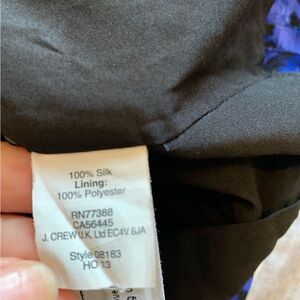 100% Silk
Lining:
100% Polyester
RN77388
CA56445
J. CREW U.K. Ltd EC4V 6JA
Style 08183
HO 13